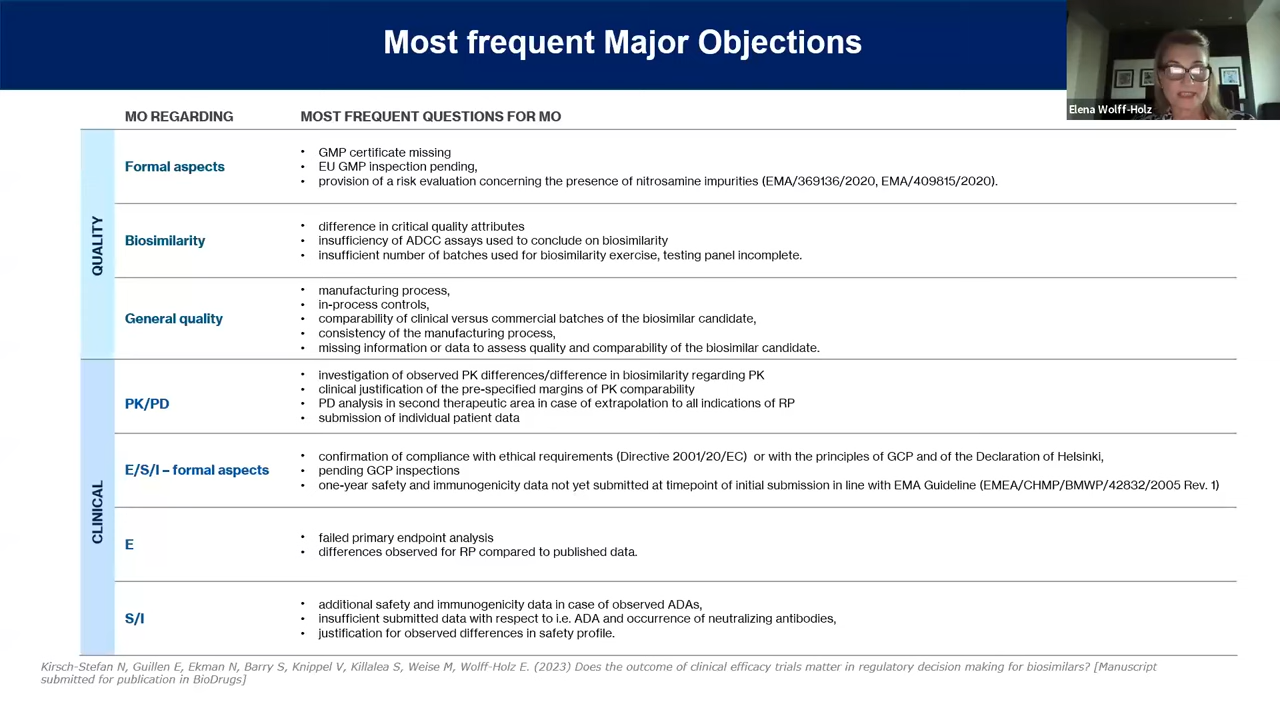 Most frequent Major Objections
Elena Wolff-Holz
MO REGARDING
MOST FREQUENT QUESTIONS FOR MO
QUALITY
Formal aspects
• GMP certificate missing
• EU GMP inspection pending,
• provision of a risk evaluation concerning the presence of nitrosamine impurities (EMA/369136/2020, EMA/409815/2020).
Biosimilarity
• difference in critical quality attributes
• insufficiency of ADCC assays used to conclude on biosimilarity
• insufficient number of batches used for biosimilarity exercise, testing panel incomplete.
General quality
• manufacturing process,
• in-process controls,
• comparability of clinical versus commercial batches of the biosimilar candidate,
• consistency of the manufacturing process,
• missing information or data to assess quality and comparability of the biosimilar candidate.
CLINICAL
PK/PD
• investigation of observed PK differences/difference in biosimilarity regarding PK
• clinical justification of the pre-specified margins of PK comparability
• PD analysis in second therapeutic area in case of extrapolation to all indications of RP
• submission of individual patient data
E/S/I – formal aspects
• confirmation of compliance with ethical requirements (Directive 2001/20/EC) or with the principles of GCP and of the Declaration of Helsinki,
• pending GCP inspections
• one-year safety and immunogenicity data not yet submitted at timepoint of initial submission in line with EMA Guideline (EMEA/CHMP/BMWP/42832/2005 Rev. 1)
E
• failed primary endpoint analysis
• differences observed for RP compared to published data.
S/I
• additional safety and immunogenicity data in case of observed ADAs,
• insufficient submitted data with respect to i.e. ADA and occurrence of neutralizing antibodies,
• justification for observed differences in safety profile.
Kirsch-Stefan N, Guillen E, Ekman N, Barry S, Knippel V, Killalea S, Weise M, Wolff-Holz E. (2023) Does the outcome of clinical efficacy trials matter in regulatory decision making for biosimilars? [Manuscript
submitted for publication in BioDrugs]